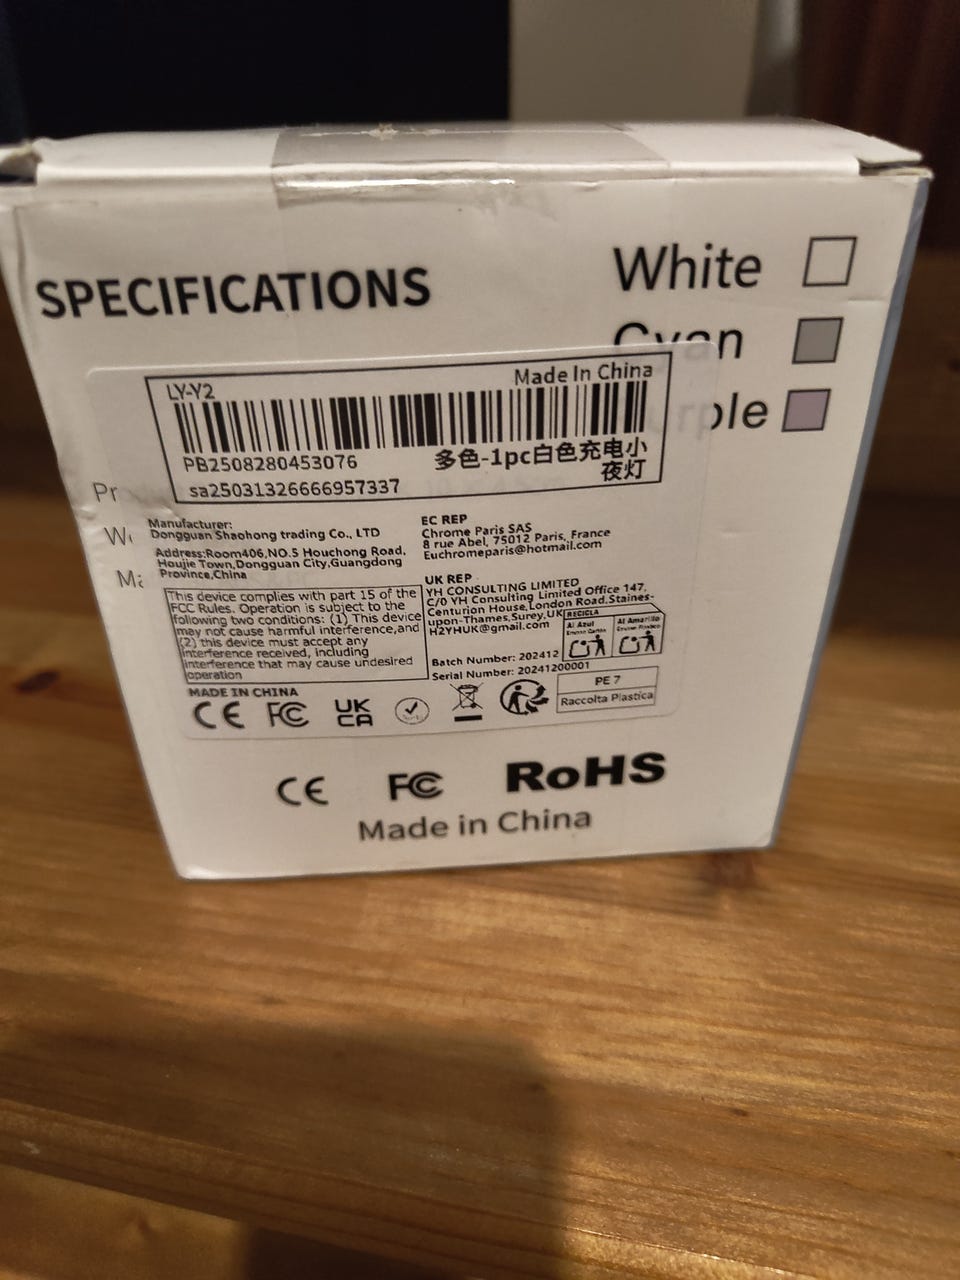 SPECIFICATIONS
White
Cyan
LY-Y2
Made In China
PB2508280453076
多色-1pc白色充电小
夜灯
sa25031326666957337
Manufacturer:
Dongguan Shaohong trading Co., LTD
Address:Room406,NO.5 Houchong Road,
Houjie Town,Dongguan City,Guangdong
Province,China
This device complies with part 15 of the
FCC Rules. Operation is subject to the
following two conditions: (1) This device
may not cause harmful interference,and
(2) this device must accept any
interference received, including
interference that may cause undesired
operation
EC REP
Chrome Paris SAS
8 rue Abel, 75012 Paris, France
Euchromeparis@hotmail.com
UK REP
YH CONSULTING LIMITED
C/O YH Consulting Limited Office 147,
Centurion House,London Road,Staines-
upon-Thames,Surey,UK
H2YHUK@gmail.com
RECICLA
Al Azul
Al Amarillo
Batch Number: 202412
Serial Number: 20241200001
MADE IN CHINA
CE FC UK
CA
PE 7
Raccolta Plastica
CE FC RoHS
Made in China